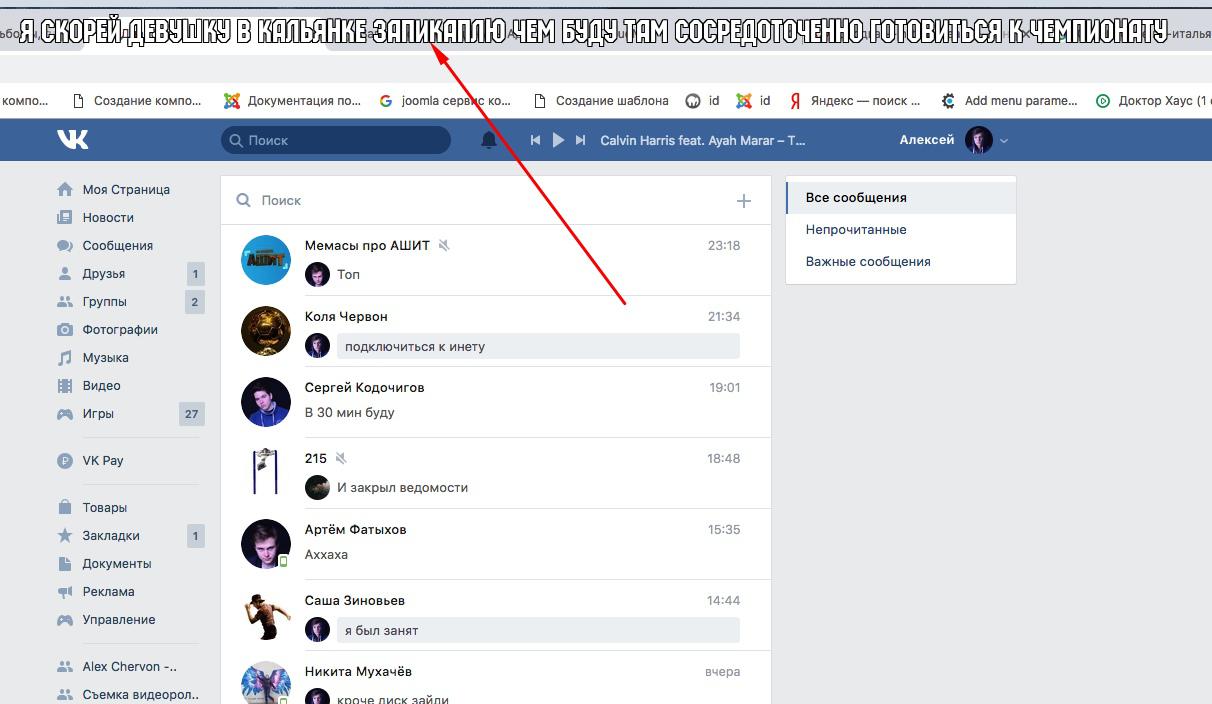 Я СКОРЕЙ ДЕВУШКУ В КАЛЬЯНКЕ ЗАПИКАПЛЮ ЧЕМ БУДУ ТАМ СОСРЕДОТОЧЕННО ГОТОВИТЬСЯ К ЧЕМПИОНАТУ
компо... Создание компо... Документация по... joomla сервис ко... Создание шаблона id id Яндекс — поиск ... Add menu parame... Доктор Хаус (1
Поиск Calvin Harris feat. Ayah Marar – T... Алексей
Моя Страница
Новости
Сообщения
Друзья 1
Группы 2
Фотографии
Музыка
Видео
Игры 27
VK Pay
Товары
Закладки 1
Документы
Реклама
Управление
Alex Chervon -..
Съемка видеорол..
Поиск
Мемасы про АШИТ 23:18
АШИТ
Топ
Коля Червон 21:34
подключиться к инету
Сергей Кодочигов 19:01
В 30 мин буду
215 18:48
И закрыл ведомости
Артём Фатыхов 15:35
Аххаха
Саша Зиновьев 14:44
я был занят
Никита Мухачёв вчера
кроче диск зайди
Все сообщения
Непрочитанные
Важные сообщения